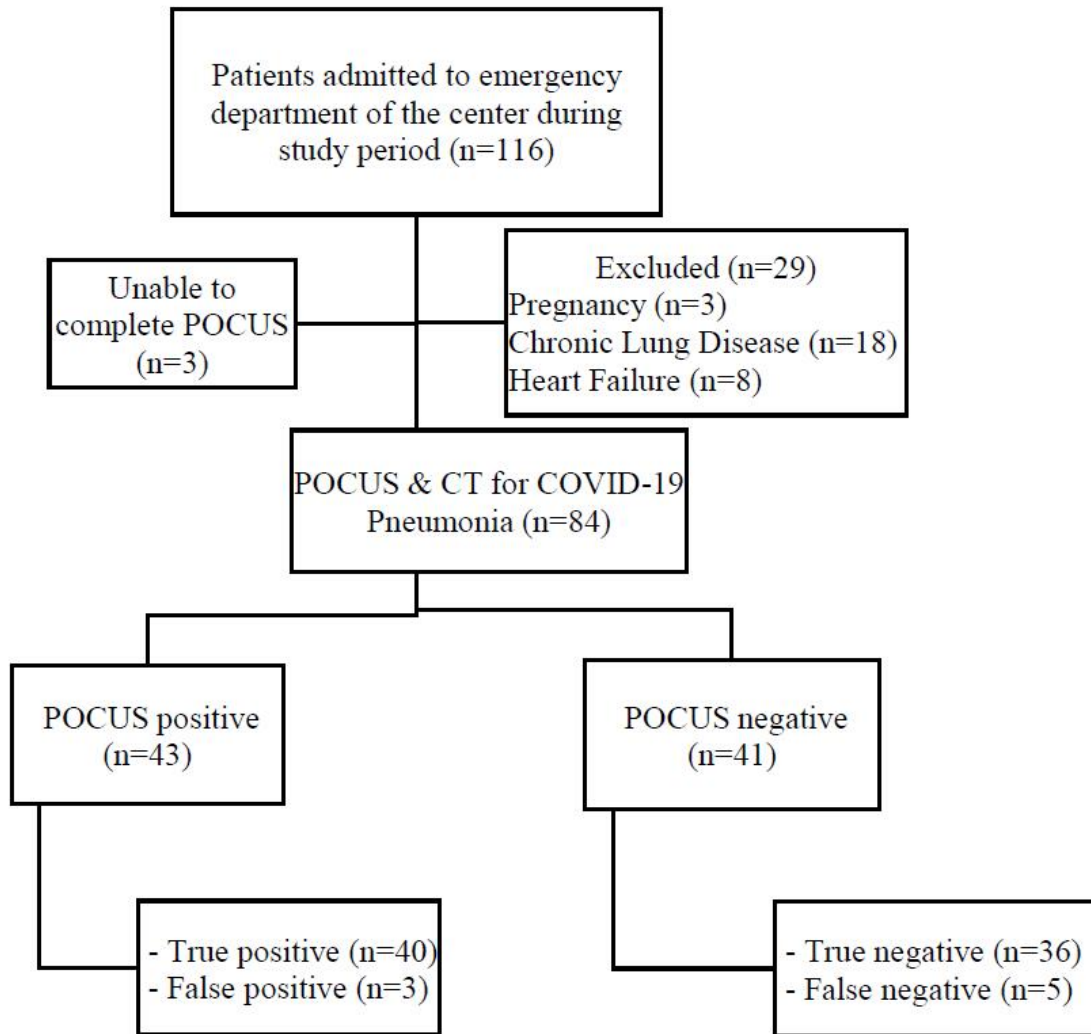 Patients admitted to emergency
department of the center during
study period (n=116)
Unable to
complete POCUS
(n=3)
Excluded (n=29)
Pregnancy (n=3)
Chronic Lung Disease (n=18)
Heart Failure (n=8)
POCUS & CT for COVID-19
Pneumonia (n=84)
POCUS positive
(n=43)
POCUS negative
(n=41)
- True positive (n=40)
- False positive (n=3)
- True negative (n=36)
- False negative (n=5)